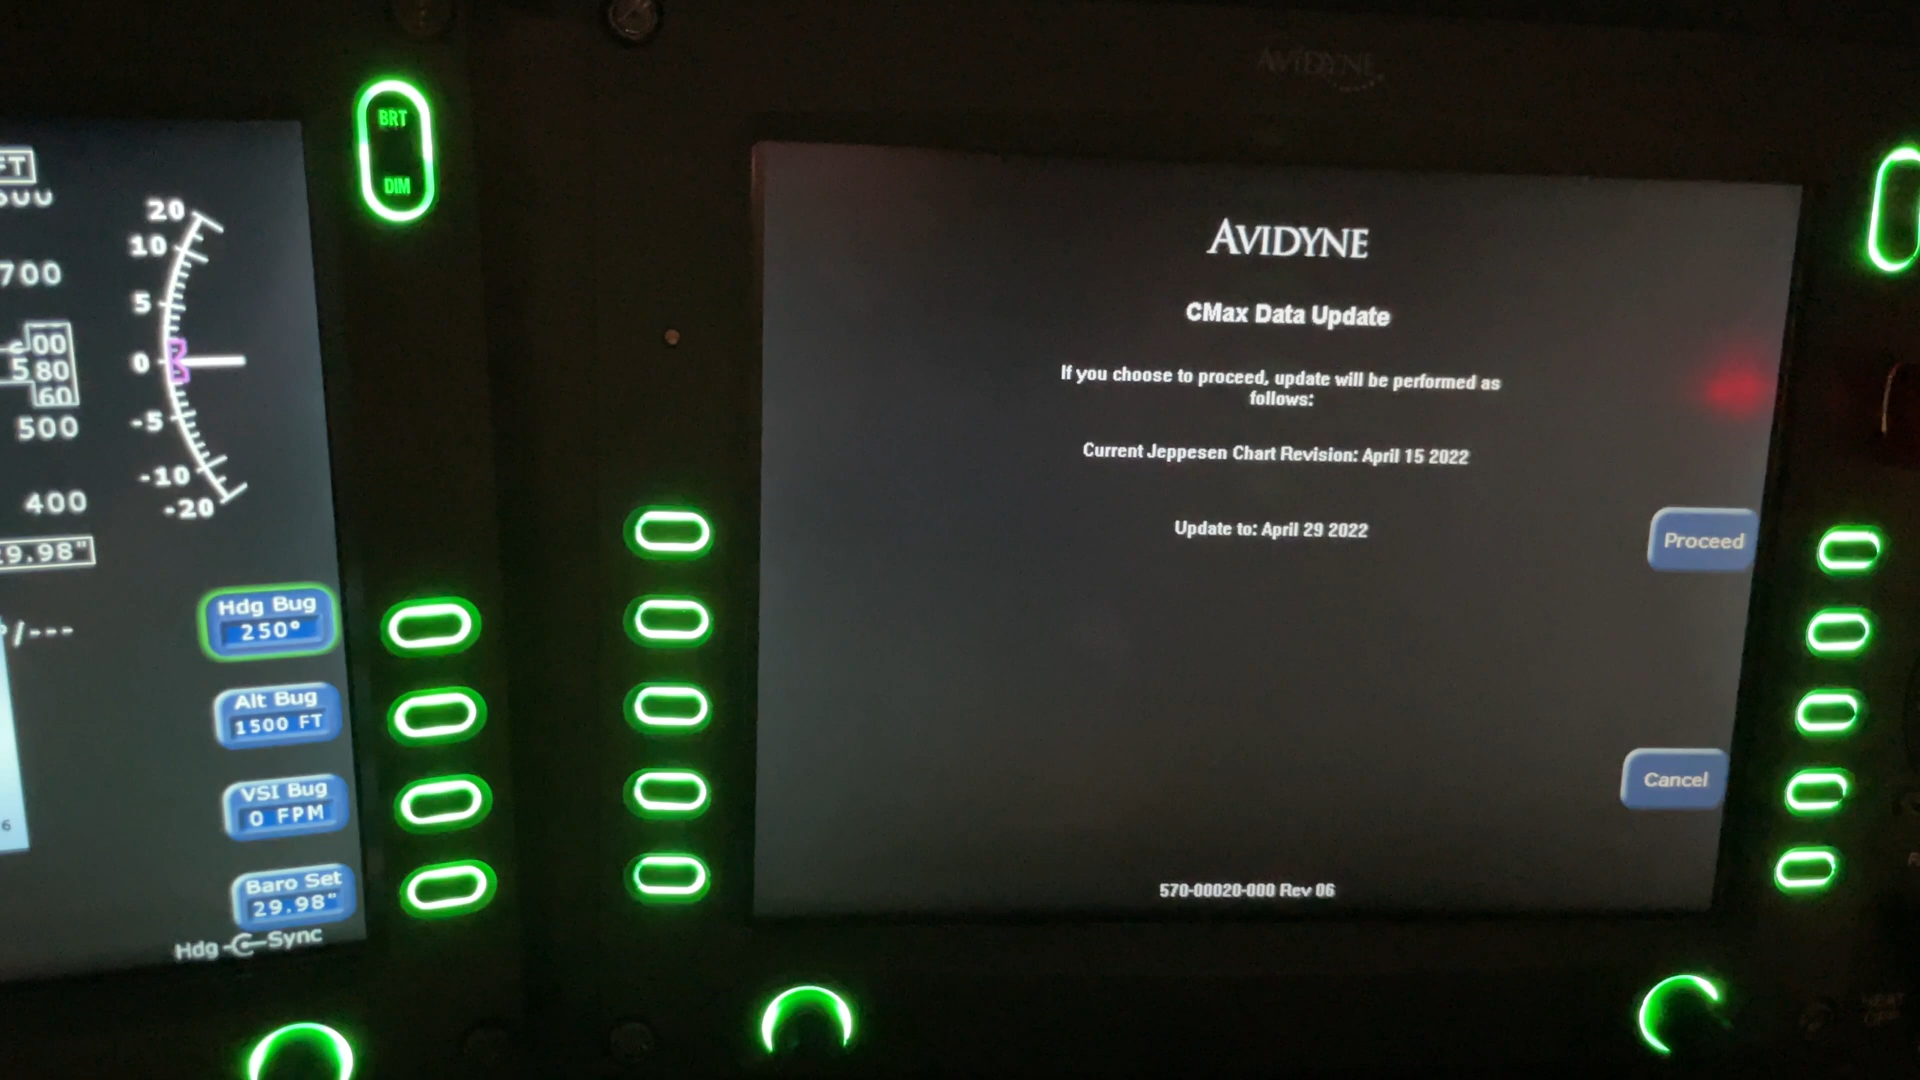 BRT
DIM
FT
20
10
700
5
00
0
580
60
-5
500
-10
400
-20
9.98"
/---
Hdg Bug
250°
Alt Bug
1500 FT
VSI Bug
0 FPM
6
Baro Set
29.98"
Hdg Sync
AVIDYNE
AVIDYNE
CMax Data Update
If you choose to proceed, update will be performed as
follows:
Current Jeppesen Chart Revision: April 15 2022
Update to: April 29 2022
Proceed
Cancel
570-00020-000 Rev 06